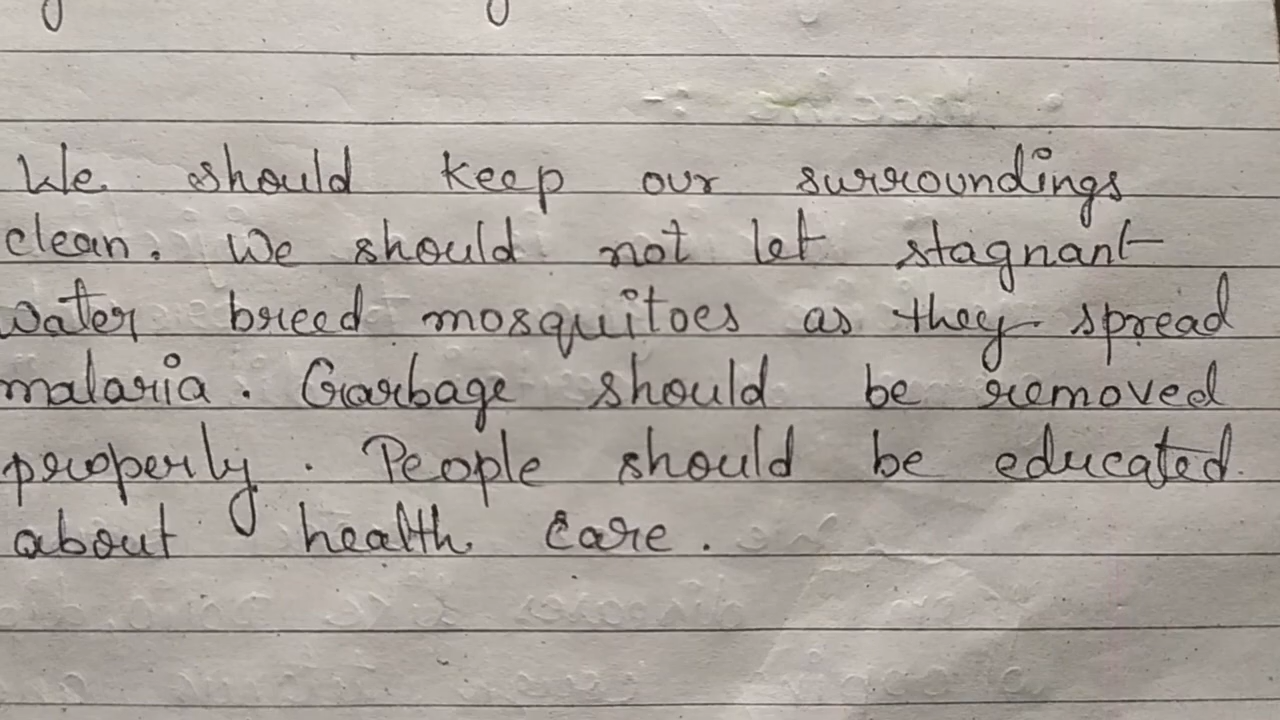 We should keep our surroundings
clean. We should not let stagnant
water breed mosquitoes as they spread
malaria. Garbage should be removed
properly. People should be educated
about health care.